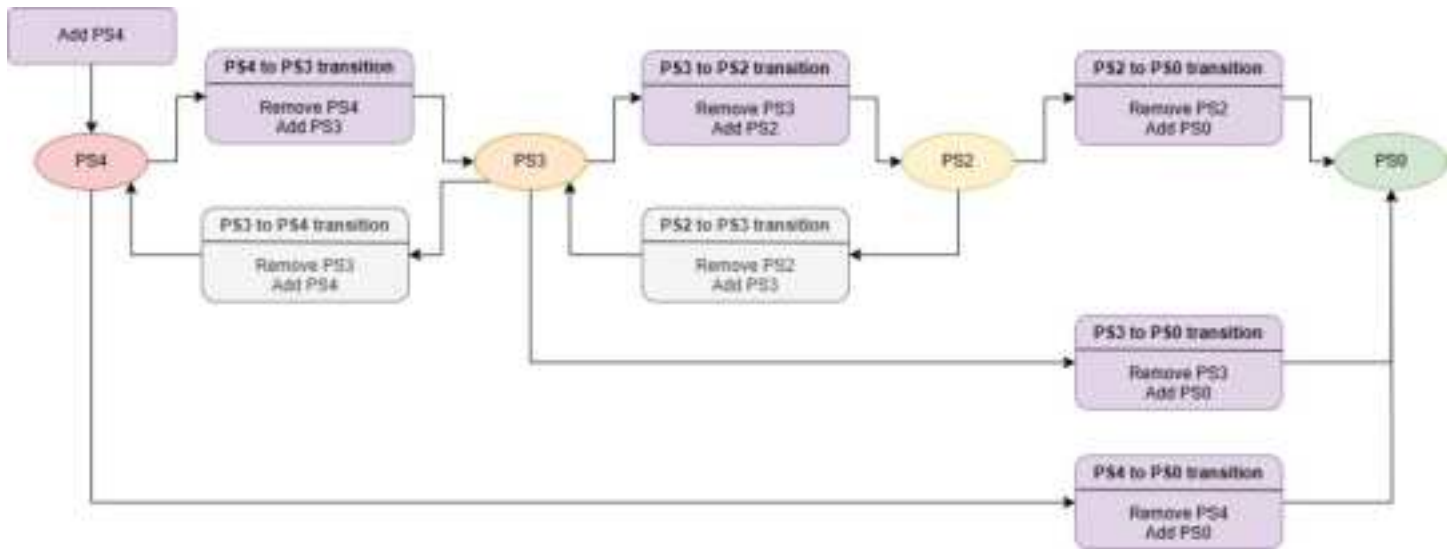 Add PS4
PS4 to PS3 transition
Remove PS4
Add PS3
PS3 to PS2 transition
Remove PS3
Add PS2
PS2 to PS0 transition
Remove PS2
Add PS0
PS4
PS3
PS2
PS0
PS3 to PS4 transition
Remove PS3
Add PS4
PS2 to PS3 transition
Remove PS2
Add PS3
PS3 to PS0 transition
Remove PS3
Add PS0
PS4 to PS0 transition
Remove PS4
Add PS0